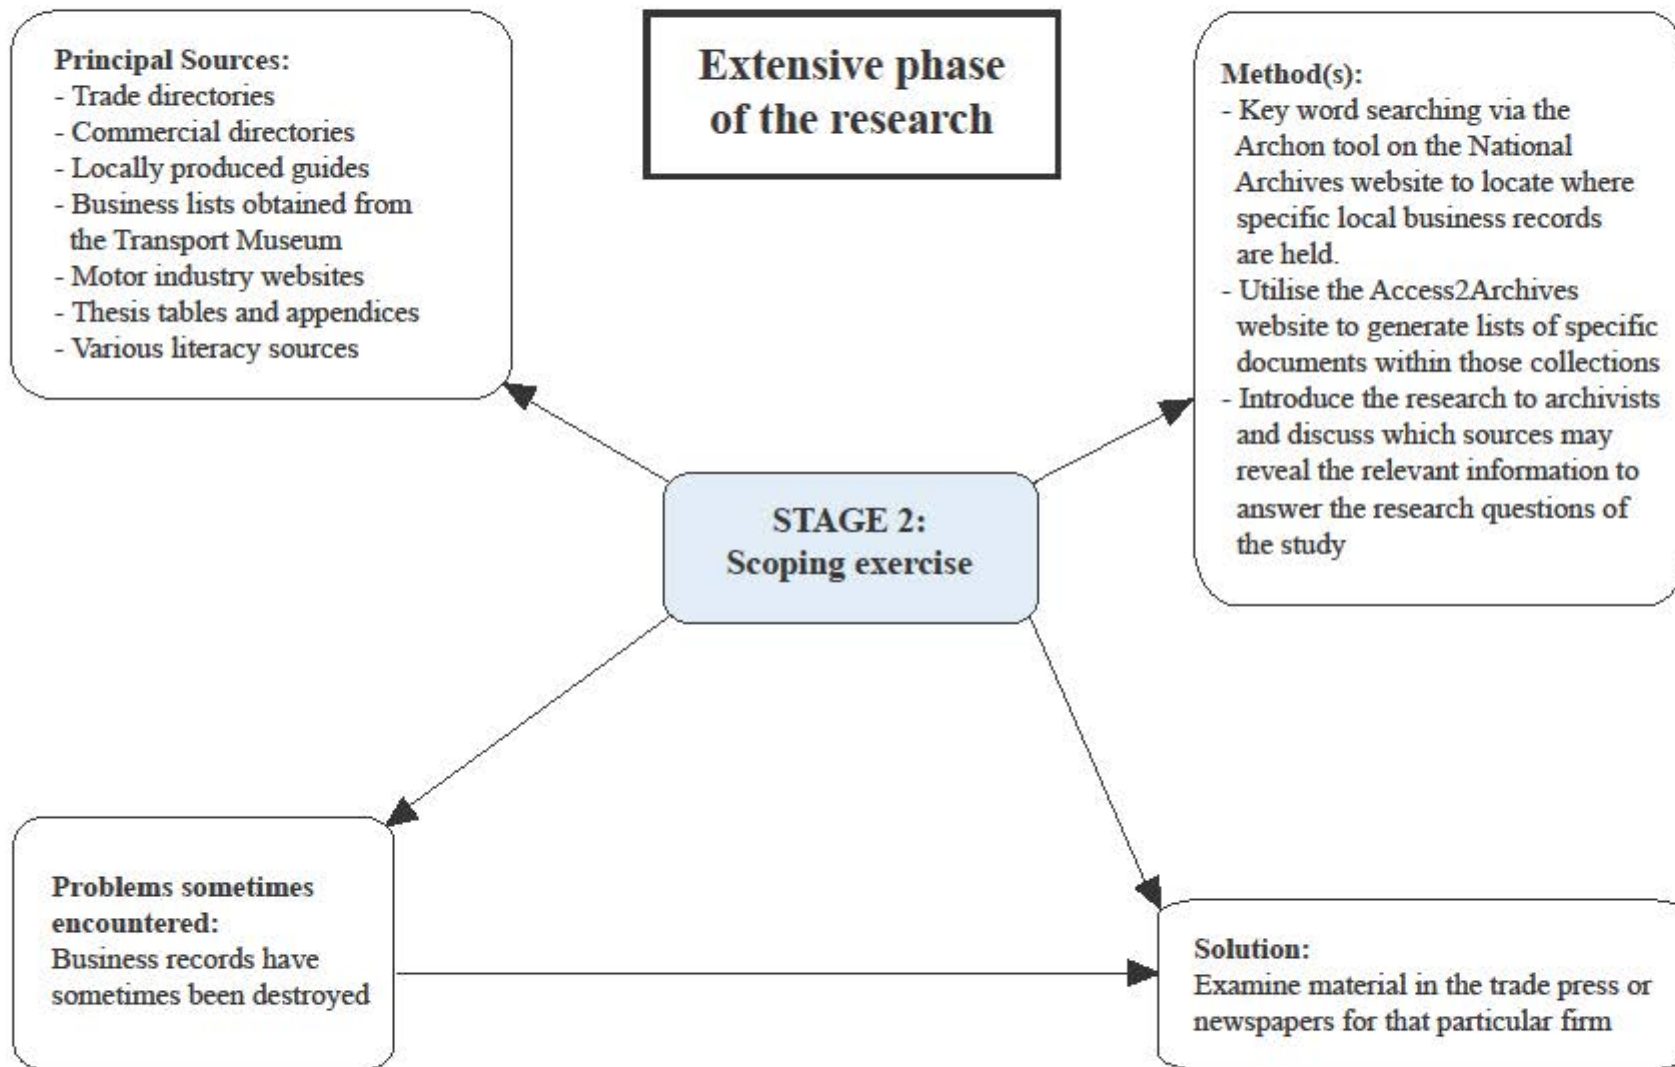 Extensive phase
of the research
Principal Sources:
- Trade directories
- Commercial directories
- Locally produced guides
- Business lists obtained from
the Transport Museum
- Motor industry websites
- Thesis tables and appendices
- Various literacy sources
Method(s):
- Key word searching via the
Archon tool on the National
Archives website to locate where
specific local business records
are held.
- Utilise the Access2Archives
website to generate lists of specific
documents within those collections
- Introduce the research to archivists
and discuss which sources may
reveal the relevant information to
answer the research questions of
the study
STAGE 2:
Scoping exercise
Problems sometimes
encountered:
Business records have
sometimes been destroyed
Solution:
Examine material in the trade press or
newspapers for that particular firm